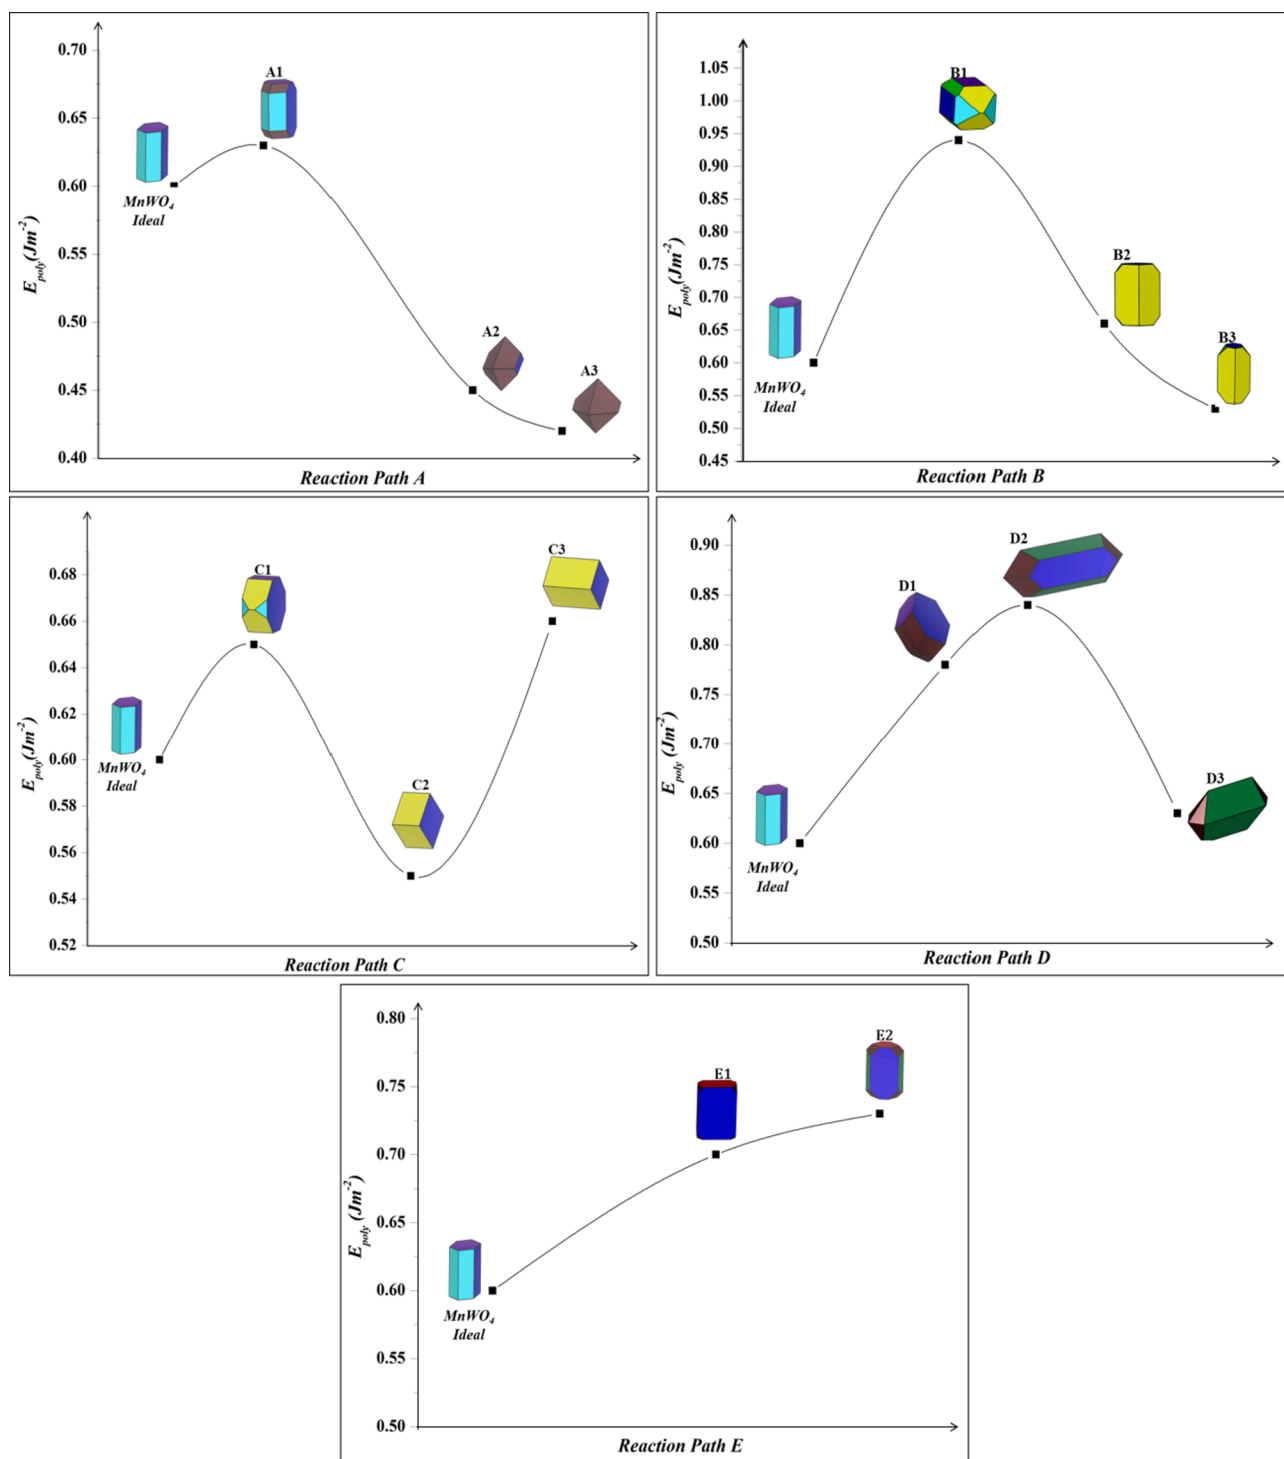 0.70
0.65
0.60
0.55
0.50
0.45
0.40
E_poly (Jm^-2)
A1
MnWO4
Ideal
A2
A3
Reaction Path A
1.05
1.00
0.95
0.90
0.85
0.80
0.75
0.70
0.65
0.60
0.55
0.50
0.45
E_poly (Jm^-2)
B1
B2
B3
MnWO4
Ideal
Reaction Path B
0.68
0.66
0.64
0.62
0.60
0.58
0.56
0.54
0.52
E_poly (Jm^-2)
C3
C1
MnWO4
Ideal
C2
Reaction Path C
0.90
0.85
0.80
0.75
0.70
0.65
0.60
0.55
0.50
E_poly (Jm^-2)
D2
D1
D3
MnWO4
Ideal
Reaction Path D
0.80
0.75
0.70
0.65
0.60
0.55
0.50
E_poly (Jm^-2)
E2
E1
MnWO4
Ideal
Reaction Path E